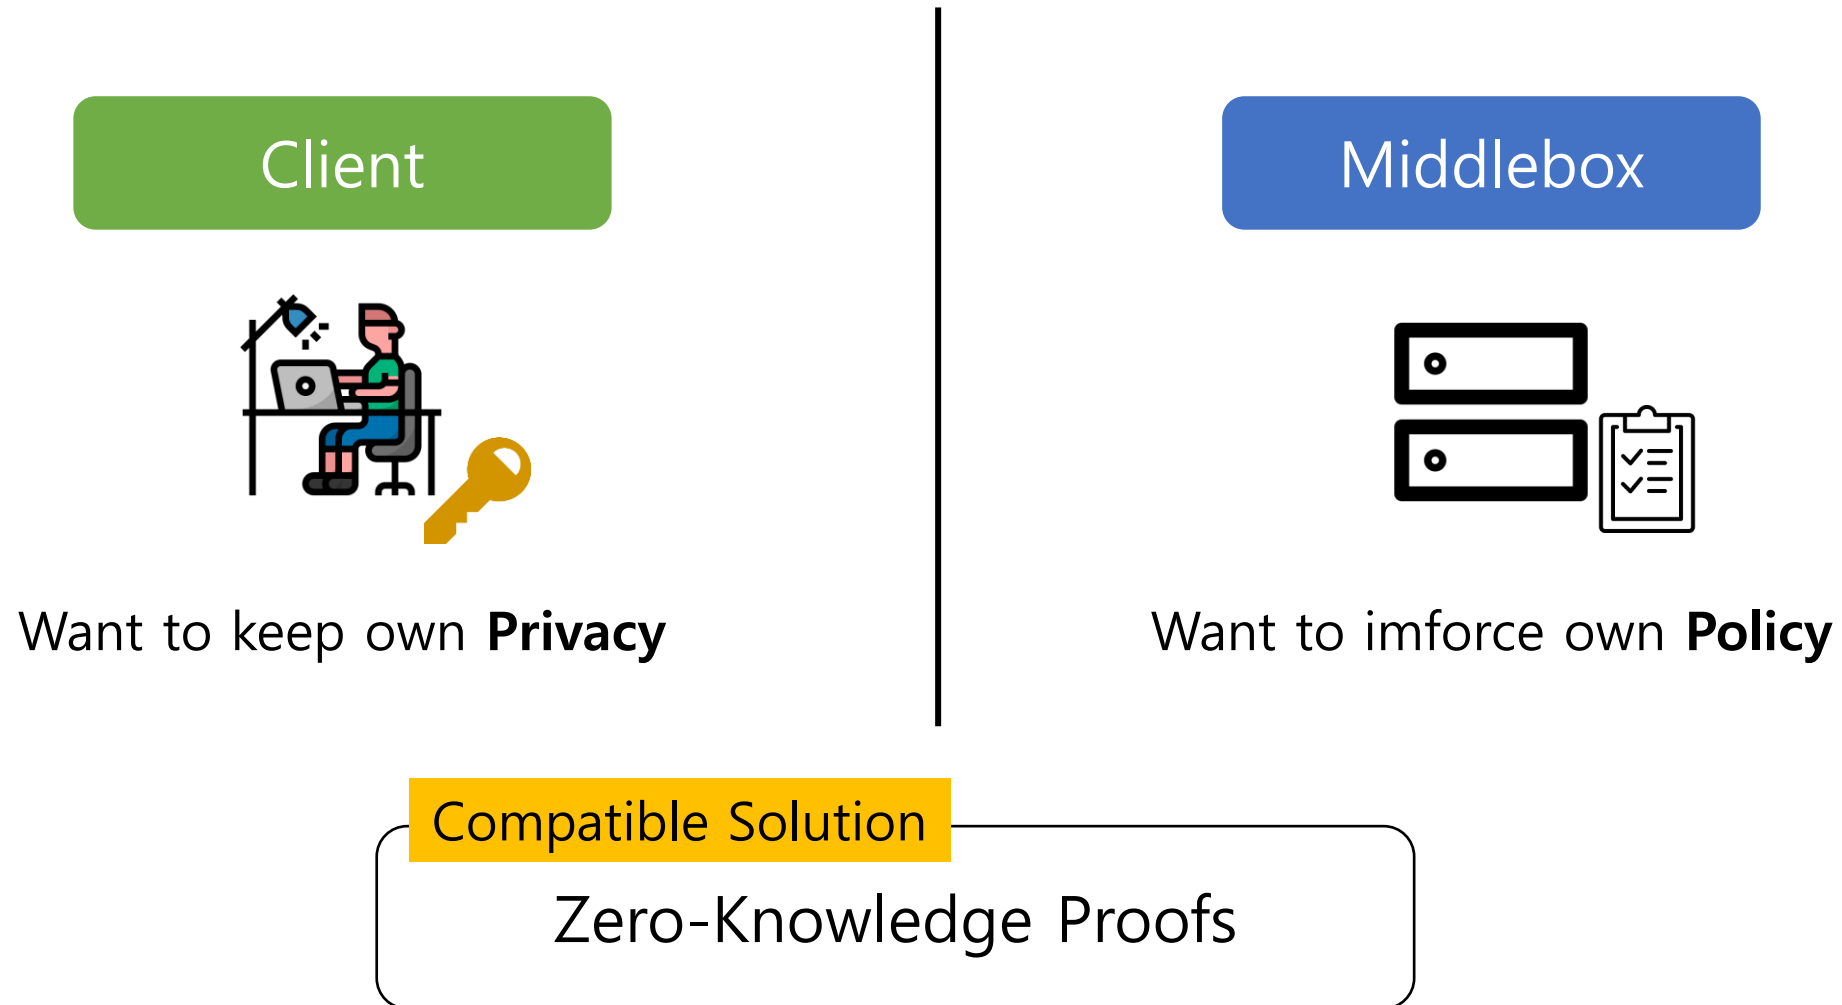 Client
Middlebox
Want to keep own Privacy
Want to imforce own Policy
Compatible Solution
Zero-Knowledge Proofs